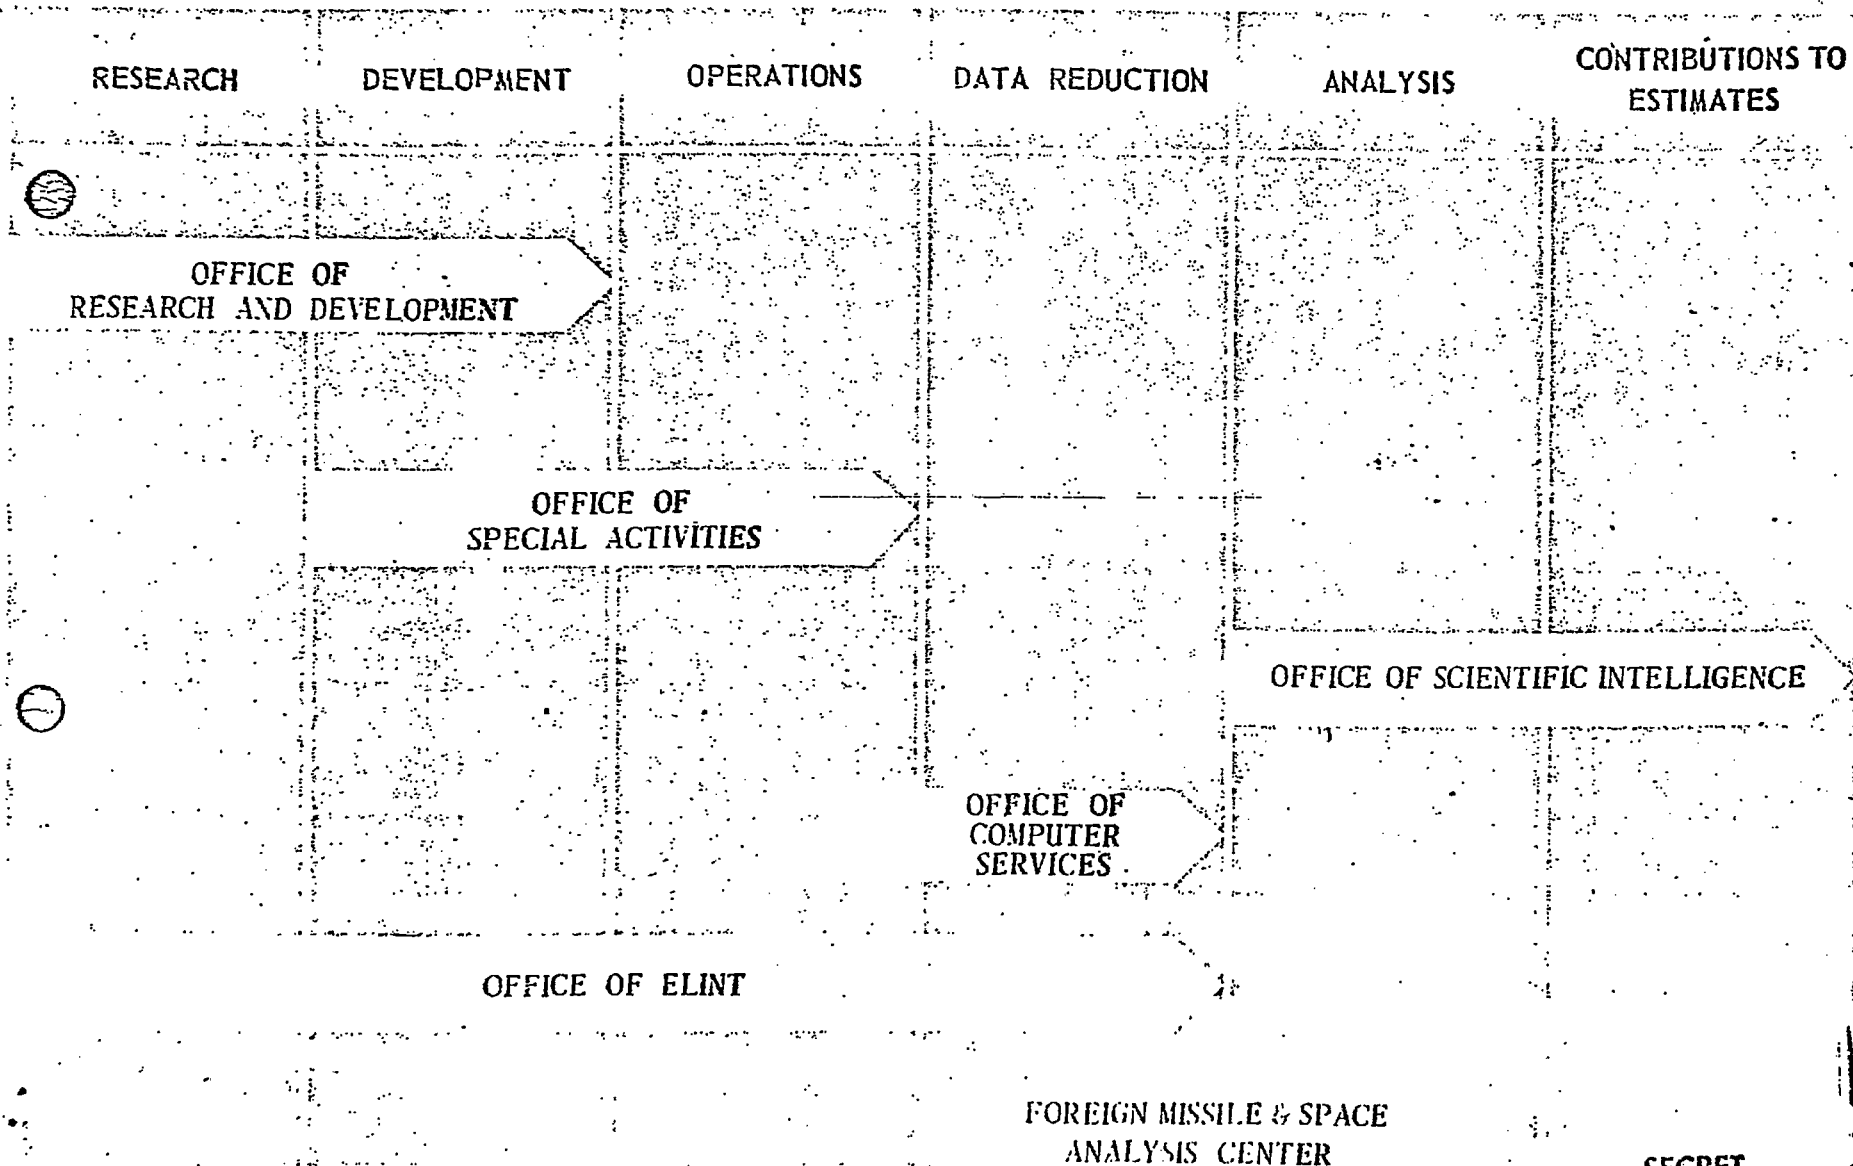 RESEARCH
DEVELOPMENT
OPERATIONS
DATA REDUCTION
ANALYSIS
CONTRIBUTIONS TO
ESTIMATES
OFFICE OF
RESEARCH AND DEVELOPMENT
OFFICE OF
SPECIAL ACTIVITIES
OFFICE OF SCIENTIFIC INTELLIGENCE
OFFICE OF
COMPUTER
SERVICES
OFFICE OF ELINT
FOREIGN MISSILE & SPACE
ANALYSIS CENTER
SECRET